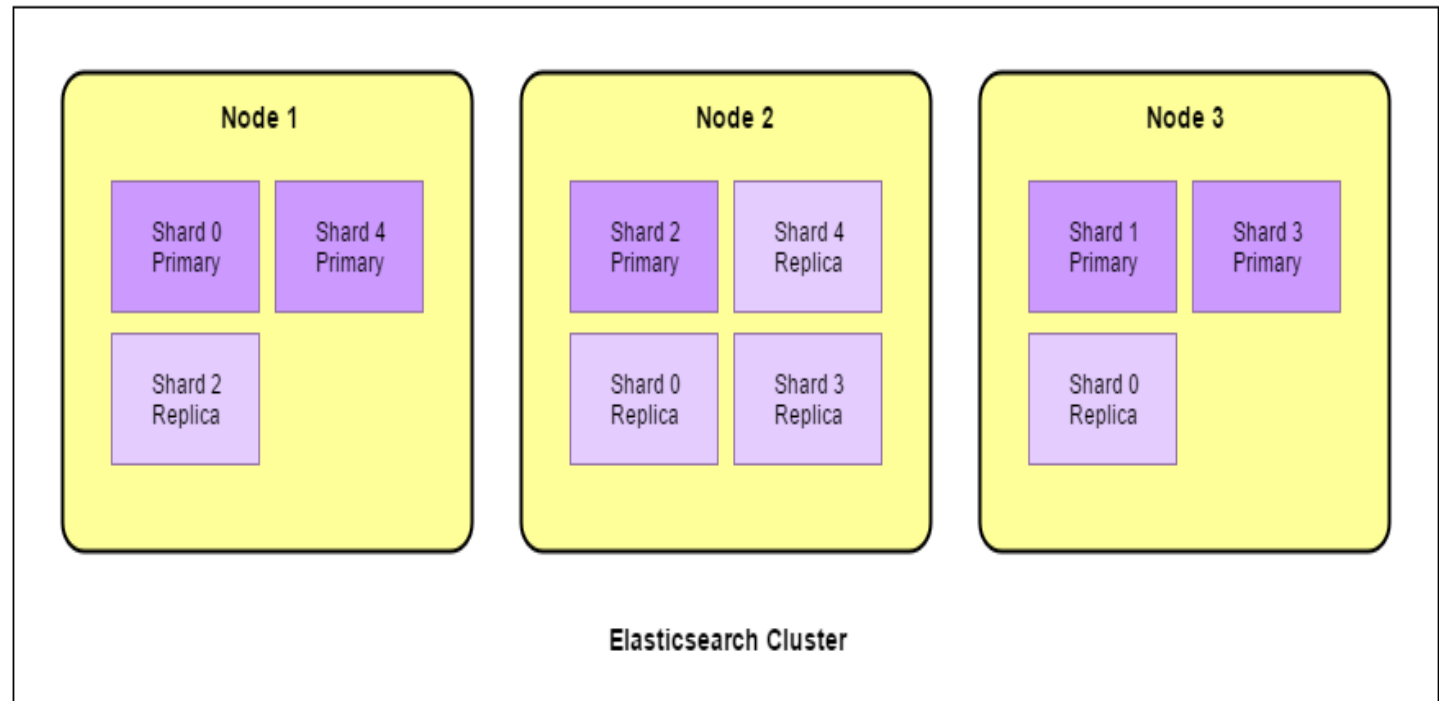 Node 1
Shard 0
Primary
Shard 4
Primary
Shard 2
Replica
Node 2
Shard 2
Primary
Shard 4
Replica
Shard 0
Replica
Shard 3
Replica
Node 3
Shard 1
Primary
Shard 3
Primary
Shard 0
Replica
Elasticsearch Cluster